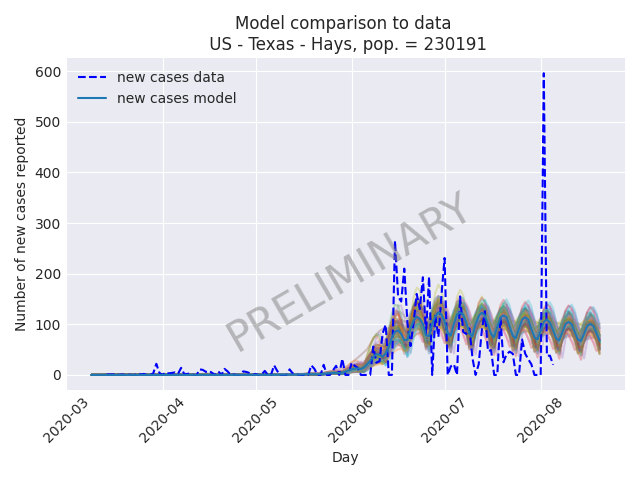 Model comparison to data
US - Texas - Hays, pop. = 230191
600
500
400
300
200
100
0
Number of new cases reported
new cases data
new cases model
PRELIMINARY
2020-03
2020-04
2020-05
2020-06
2020-07
2020-08
Day